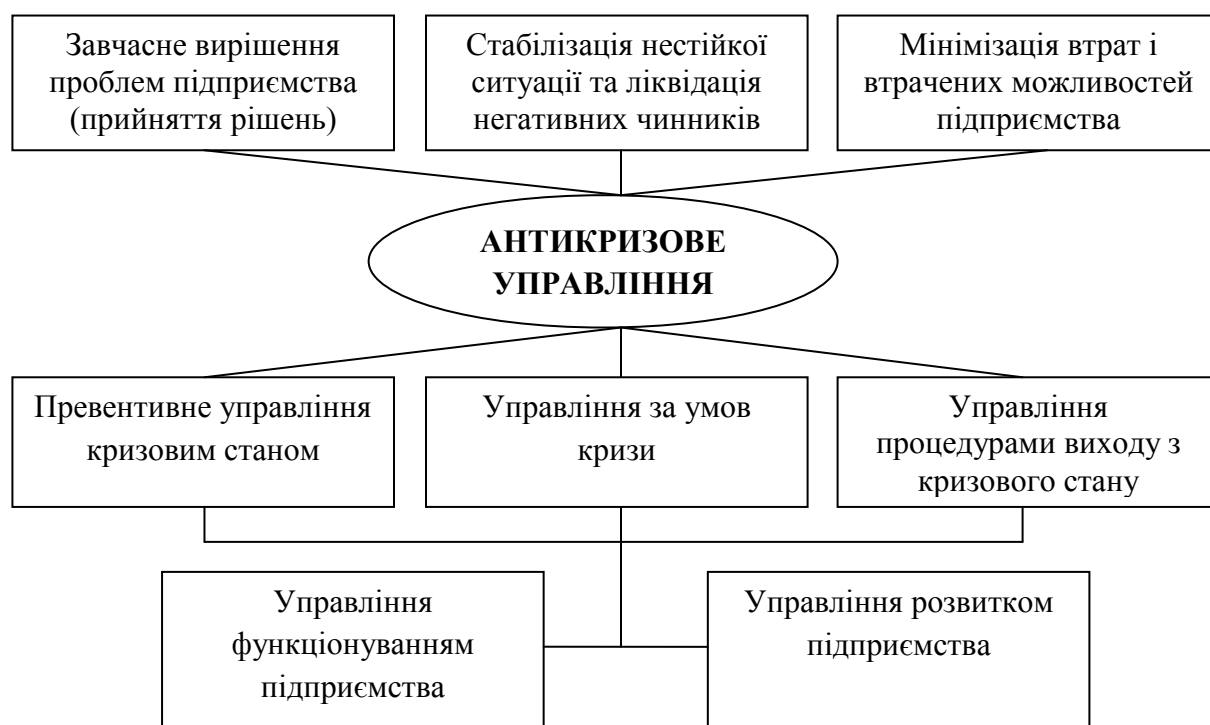 Завчасне вирішення
проблем підприємства
(прийняття рішень)
Стабілізація нестійкої
ситуації та ліквідація
негативних чинників
Мінімізація втрат і
втрачених можливостей
підприємства
АНТИКРИЗОВЕ
УПРАВЛІННЯ
Превентивне управління
кризовим станом
Управління за умов
кризи
Управління
процедурами виходу з
кризового стану
Управління
функціонуванням
підприємства
Управління розвитком
підприємства